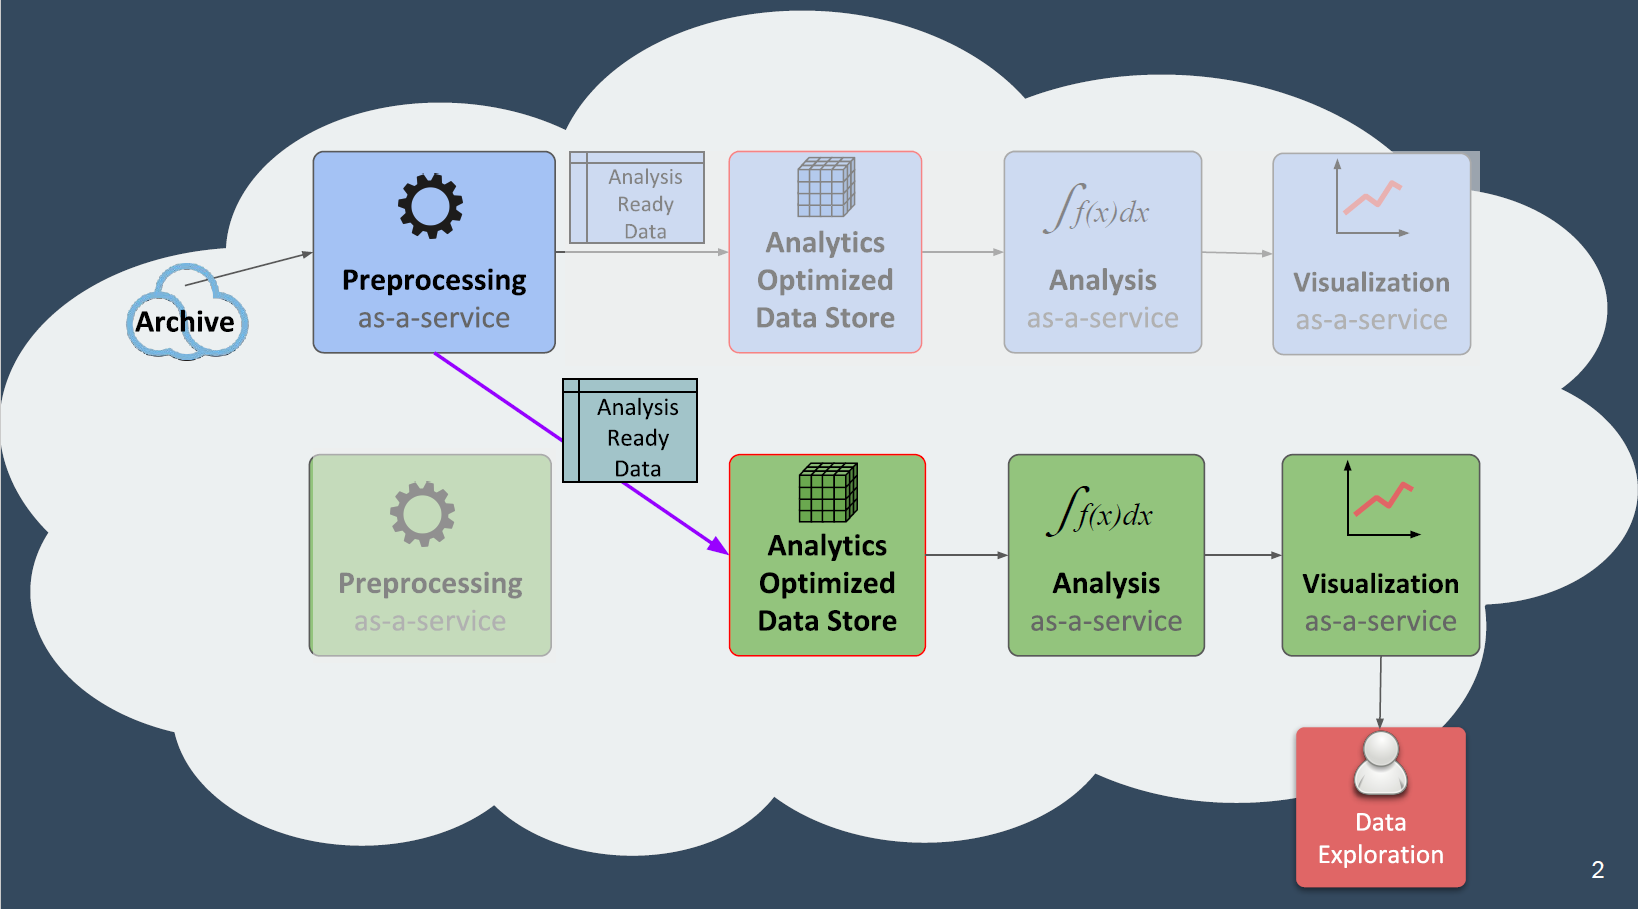 Archive
Preprocessing
as-a-service
Analysis
Ready
Data
Analytics
Optimized
Data Store
∫f(x)dx
Analysis
as-a-service
Visualization
as-a-service
Preprocessing
as-a-service
Analysis
Ready
Data
Analytics
Optimized
Data Store
∫f(x)dx
Analysis
as-a-service
Visualization
as-a-service
Data
Exploration
2